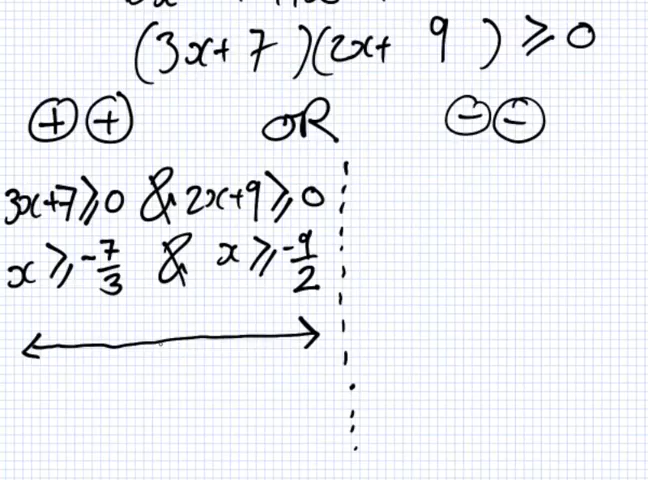 (3x+7)(2x+ 9) ⩾ 0
⊕⊕ OR ⊖⊖
3x+7⩾0 & 2x+9⩾0
x⩾-7/3 & x⩾-9/2